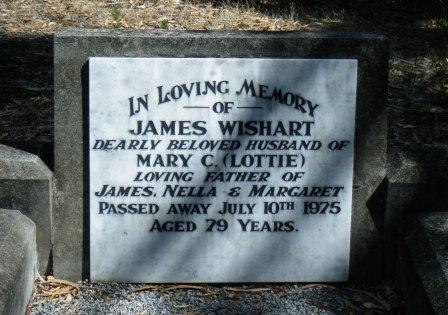 IN LOVING MEMORY
OF
JAMES WISHART
DEARLY BELOVED HUSBAND OF
MARY C. (LOTTIE)
LOVING FATHER OF
JAMES, NELLA & MARGARET
PASSED AWAY JULY 10TH 1975
AGED 79 YEARS.